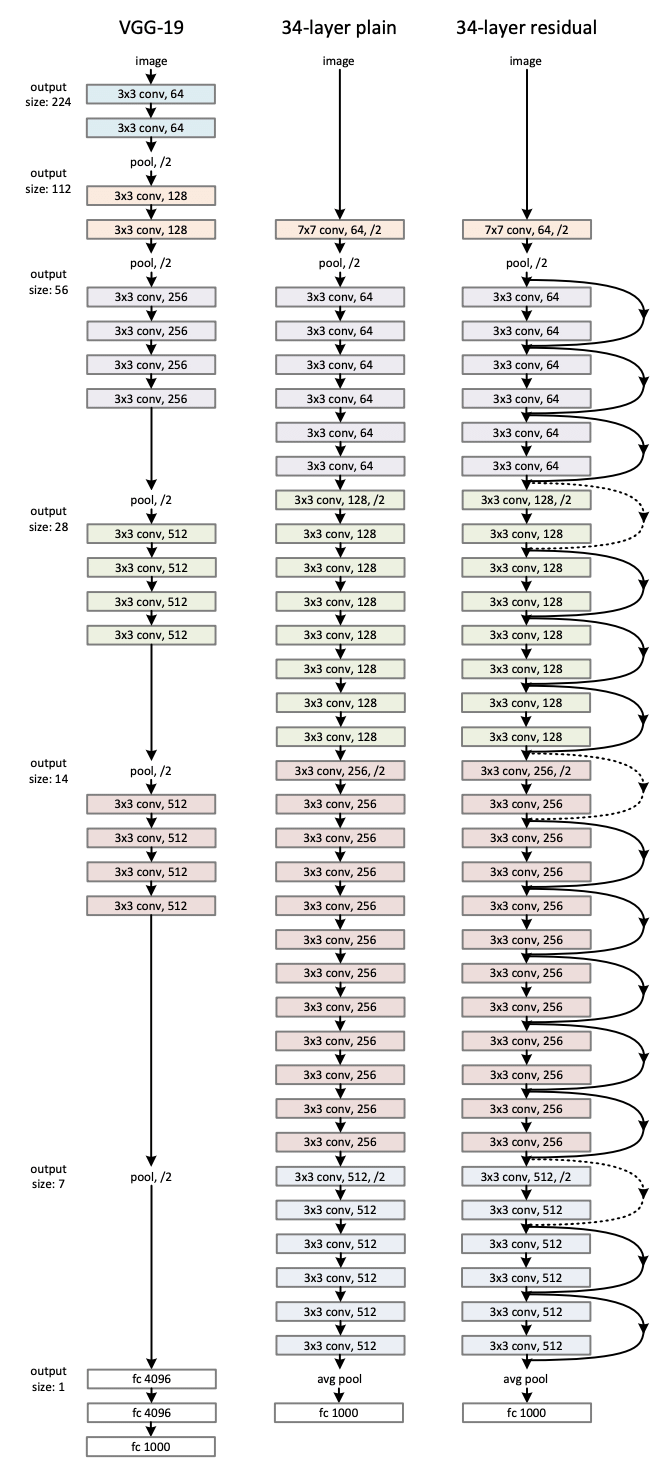 VGG-19
34-layer plain
34-layer residual
output
size: 224
image
3x3 conv, 64
3x3 conv, 64
pool, /2
output
size: 112
3x3 conv, 128
3x3 conv, 128
pool, /2
output
size: 56
3x3 conv, 256
3x3 conv, 256
3x3 conv, 256
3x3 conv, 256
pool, /2
output
size: 28
3x3 conv, 512
3x3 conv, 512
3x3 conv, 512
3x3 conv, 512
pool, /2
output
size: 14
3x3 conv, 512
3x3 conv, 512
3x3 conv, 512
3x3 conv, 512
output
size: 7
pool, /2
output
size: 1
fc 4096
fc 4096
fc 1000
image
7x7 conv, 64, /2
pool, /2
3x3 conv, 64
3x3 conv, 64
3x3 conv, 64
3x3 conv, 64
3x3 conv, 64
3x3 conv, 64
3x3 conv, 128, /2
3x3 conv, 128
3x3 conv, 128
3x3 conv, 128
3x3 conv, 128
3x3 conv, 128
3x3 conv, 128
3x3 conv, 128
3x3 conv, 256, /2
3x3 conv, 256
3x3 conv, 256
3x3 conv, 256
3x3 conv, 256
3x3 conv, 256
3x3 conv, 256
3x3 conv, 256
3x3 conv, 256
3x3 conv, 256
3x3 conv, 256
3x3 conv, 256
3x3 conv, 512, /2
3x3 conv, 512
3x3 conv, 512
3x3 conv, 512
3x3 conv, 512
3x3 conv, 512
avg pool
fc 1000
image
7x7 conv, 64, /2
pool, /2
3x3 conv, 64
3x3 conv, 64
3x3 conv, 64
3x3 conv, 64
3x3 conv, 64
3x3 conv, 64
3x3 conv, 128, /2
3x3 conv, 128
3x3 conv, 128
3x3 conv, 128
3x3 conv, 128
3x3 conv, 128
3x3 conv, 128
3x3 conv, 128
3x3 conv, 256, /2
3x3 conv, 256
3x3 conv, 256
3x3 conv, 256
3x3 conv, 256
3x3 conv, 256
3x3 conv, 256
3x3 conv, 256
3x3 conv, 256
3x3 conv, 256
3x3 conv, 256
3x3 conv, 256
3x3 conv, 512, /2
3x3 conv, 512
3x3 conv, 512
3x3 conv, 512
3x3 conv, 512
3x3 conv, 512
avg pool
fc 1000